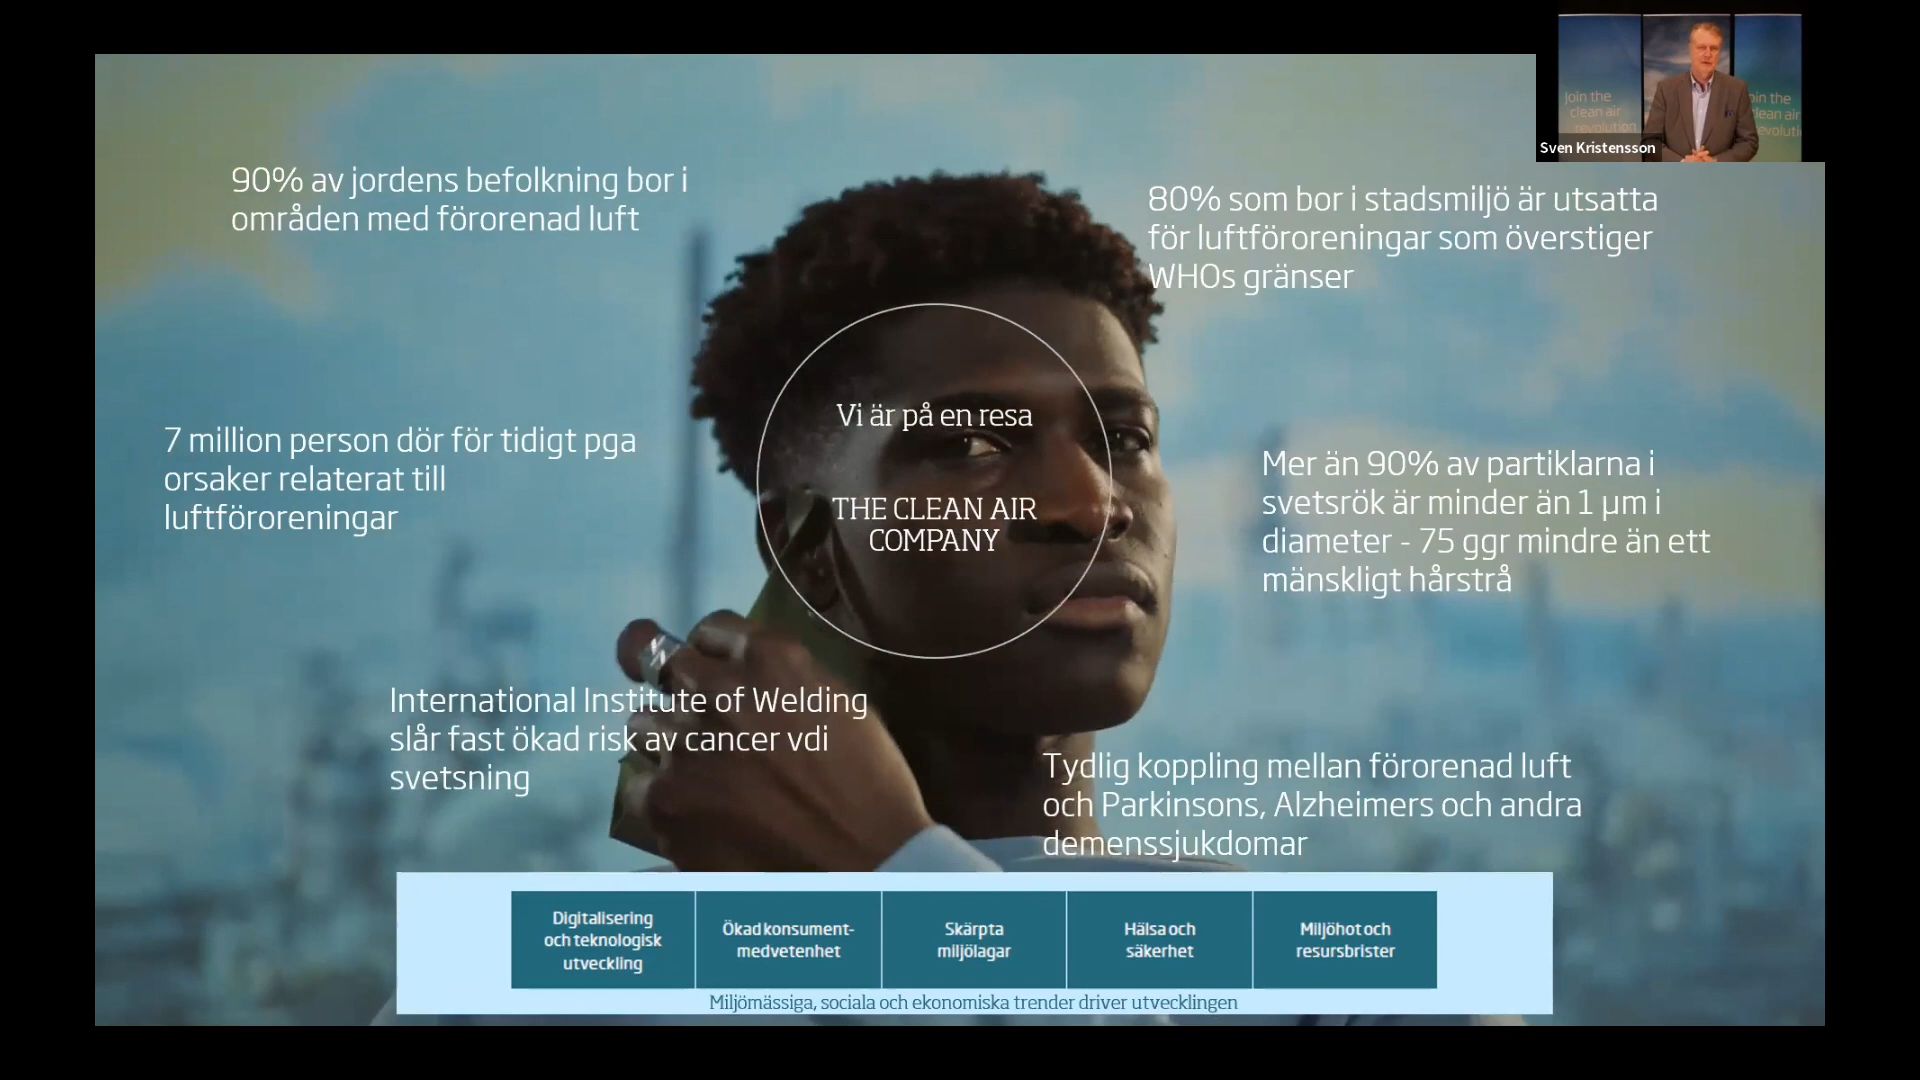 join the
clean air
revolution
Sven Kristensson
90% av jordens befolkning bor i
områden med förorenad luft
80% som bor i stadsmiljö är utsatta
för luftföroreningar som överstiger
WHOs gränser
Vi är på en resa
THE CLEAN AIR
COMPANY
7 million person dör för tidigt pga
orsaker relaterat till
luftföroreningar
Mer än 90% av partiklarna i
svetsrök är minder än 1 µm i
diameter - 75 ggr mindre än ett
mänskligt hårstrå
International Institute of Welding
slår fast ökad risk av cancer vdi
svetsning
Tydlig koppling mellan förorenad luft
och Parkinsons, Alzheimers och andra
demenssjukdomar
Digitalisering
och teknologisk
utveckling
Ökad konsument-
medvetenhet
Skärpta
miljölagar
Hälsa och
säkerhet
Miljöhot och
resursbrister
Miljömässiga, sociala och ekonomiska trender driver utvecklingen